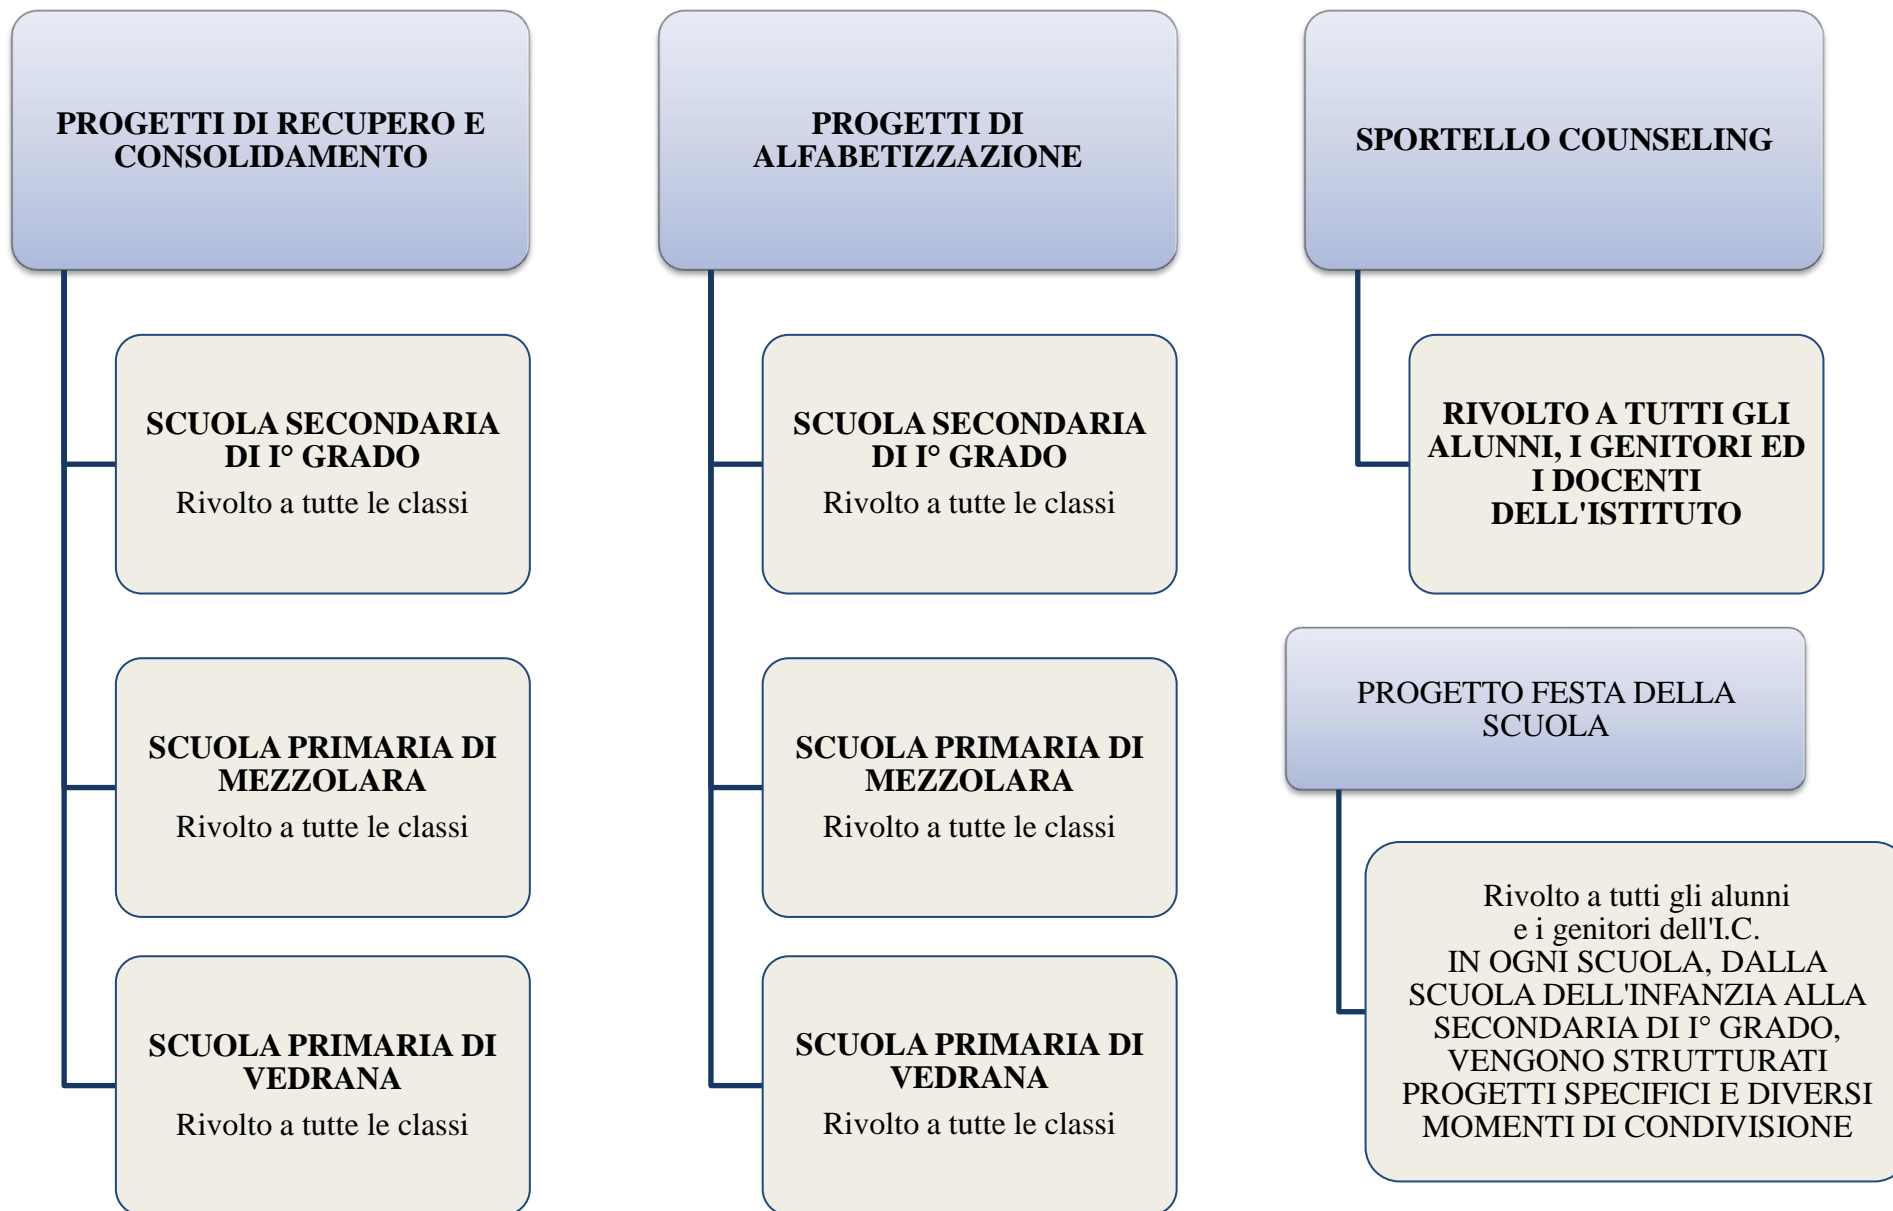 PROGETTI DI RECUPERO E
CONSOLIDAMENTO
SCUOLA SECONDARIA
DI I° GRADO
Rivolto a tutte le classi
SCUOLA PRIMARIA DI
MEZZOLARA
Rivolto a tutte le classi
SCUOLA PRIMARIA DI
VEDRANA
Rivolto a tutte le classi
PROGETTI DI
ALFABETIZZAZIONE
SCUOLA SECONDARIA
DI I° GRADO
Rivolto a tutte le classi
SCUOLA PRIMARIA DI
MEZZOLARA
Rivolto a tutte le classi
SCUOLA PRIMARIA DI
VEDRANA
Rivolto a tutte le classi
SPORTELLO COUNSELING
RIVOLTO A TUTTI GLI
ALUNNI, I GENITORI ED
I DOCENTI
DELL'ISTITUTO
PROGETTO FESTA DELLA
SCUOLA
Rivolto a tutti gli alunni
e i genitori dell'I.C.
IN OGNI SCUOLA, DALLA
SCUOLA DELL'INFANZIA ALLA
SECONDARIA DI I° GRADO,
VENGONO STRUTTURATI
PROGETTI SPECIFICI E DIVERSI
MOMENTI DI CONDIVISIONE